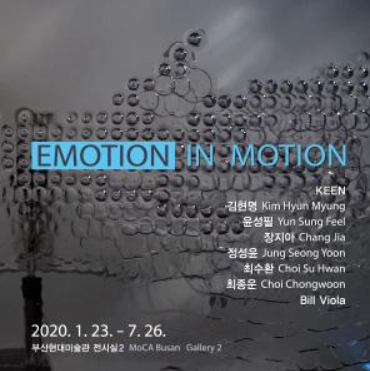 EMOTION IN MOTION
KEEN
김현명 Kim Hyun Myung
윤성필 Yun Sung Feel
장지아 Chang Jia
정성윤 Jung Seong Yoon
최수환 Choi Su Hwan
최종운 Choi Chongwoon
Bill Viola
2020. 1. 23. – 7. 26.
부산현대미술관 전시실2 MoCA Busan Gallery 2